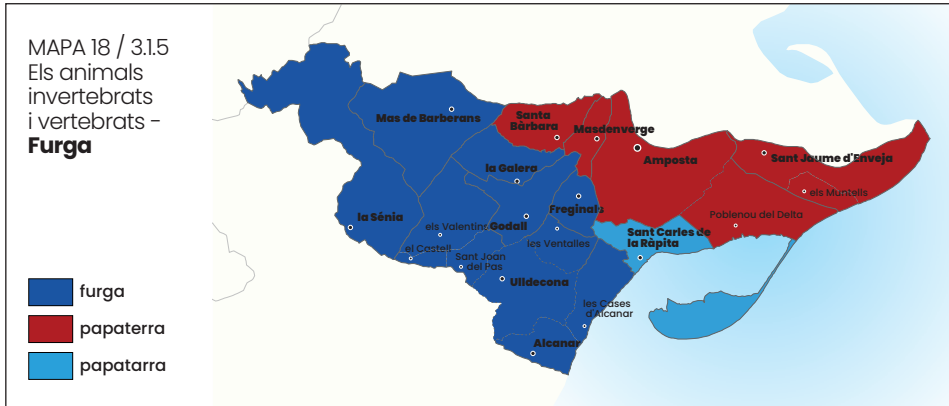 MAPA 18 / 3.1.5
Els animals
invertebrats
i vertebrats -
Furga
furga
papaterra
papatarra
Mas de Barberans
Santa
Bàrbara
Masdenverge
Amposta
Sant Jaume d'Enveja
els Muntells
la Galera
Freginals
Poblenou del Delta
la Sénia
els Valentins
Godall
Sant Carles de
la Ràpita
el Castell
Sant Joan
del Pas
les Ventalles
Ulldecona
les Cases
d'Alcanar
Alcanar